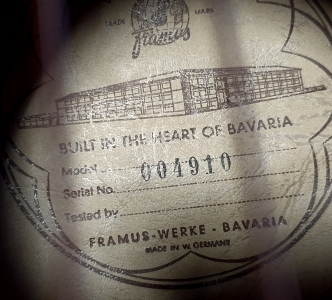 TRADE MARK
Framus
BUILT IN THE HEART OF BAVARIA
Model
004910
Serial No.
Tested by
FRAMUS-WERKE - BAVARIA
MADE IN W. GERMANY